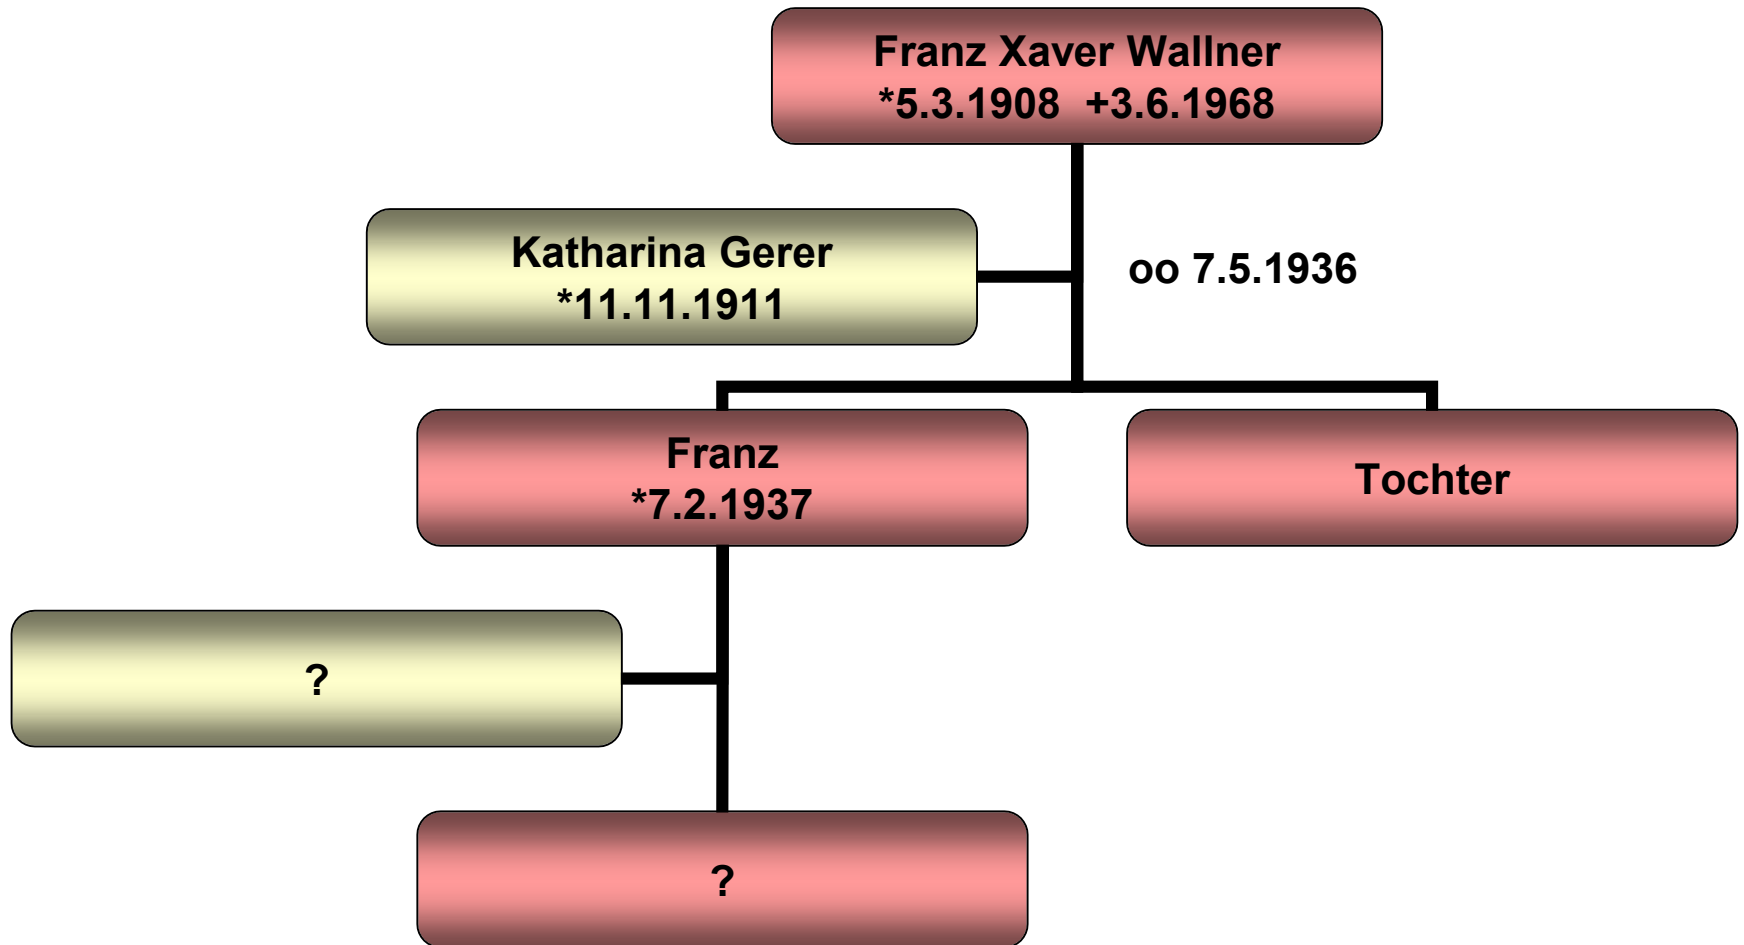 Franz Xaver Wallner
*5.3.1908  +3.6.1968
Katharina Gerer
*11.11.1911
oo 7.5.1936
Franz
*7.2.1937
Tochter
?
?